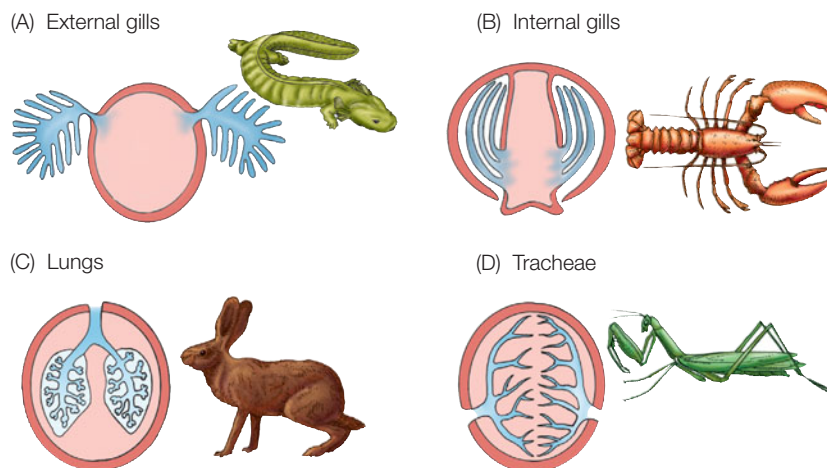 (A) External gills
(B) Internal gills
(C) Lungs
(D) Tracheae